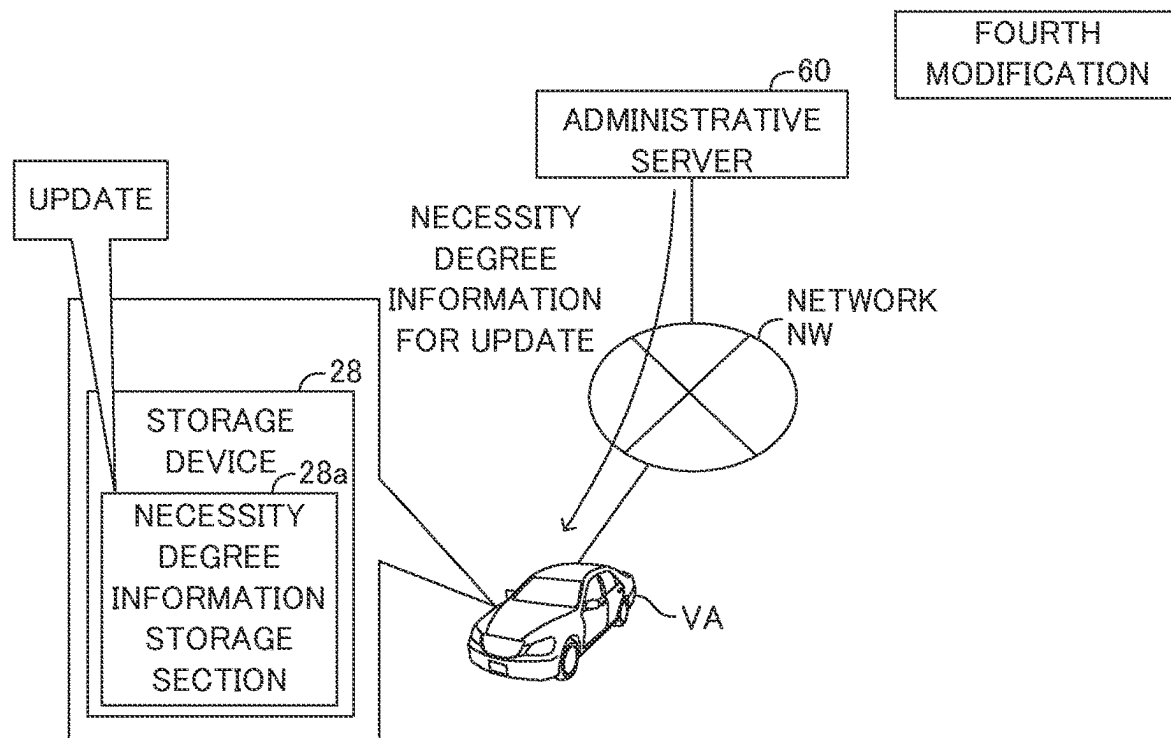 FOURTH
MODIFICATION
60
ADMINISTRATIVE
SERVER
UPDATE
NECESSITY
DEGREE
INFORMATION
FOR UPDATE
NETWORK
NW
28
STORAGE
DEVICE
28a
NECESSITY
DEGREE
INFORMATION
STORAGE
SECTION
VA